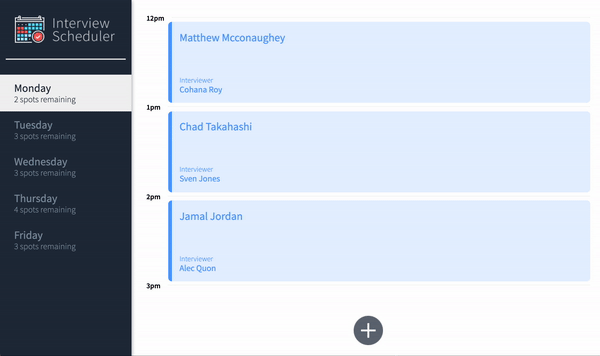 Interview
Scheduler
Monday
2 spots remaining
Tuesday
3 spots remaining
Wednesday
3 spots remaining
Thursday
4 spots remaining
Friday
3 spots remaining
12pm
Matthew Mcconaughey
Interviewer
Cohana Roy
1pm
Chad Takahashi
Interviewer
Sven Jones
2pm
Jamal Jordan
Interviewer
Alec Quon
3pm